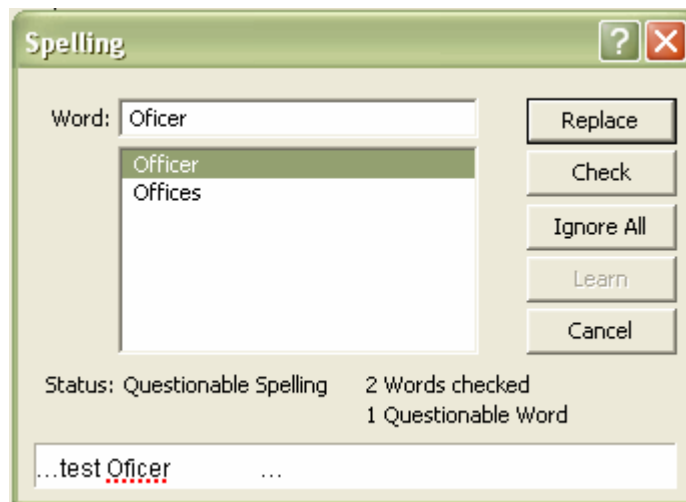 Spelling
Word: Oficer
Replace
Officer
Offices
Check
Ignore All
Learn
Cancel
Status: Questionable Spelling 2 Words checked
1 Questionable Word
...test Oficer ...